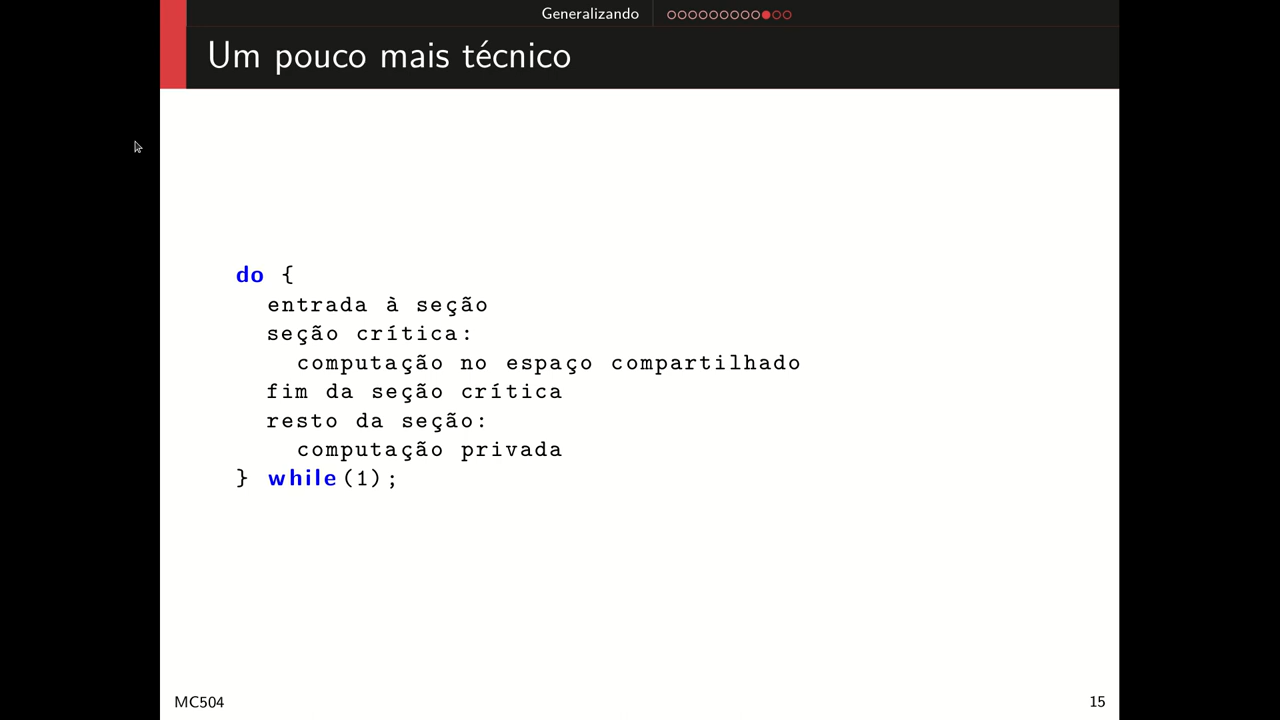 Generalizando
Um pouco mais técnico
do {
entrada à seção
seção crítica:
computação no espaço compartilhado
fim da seção crítica
resto da seção:
computação privada
} while(1);
MC504
15